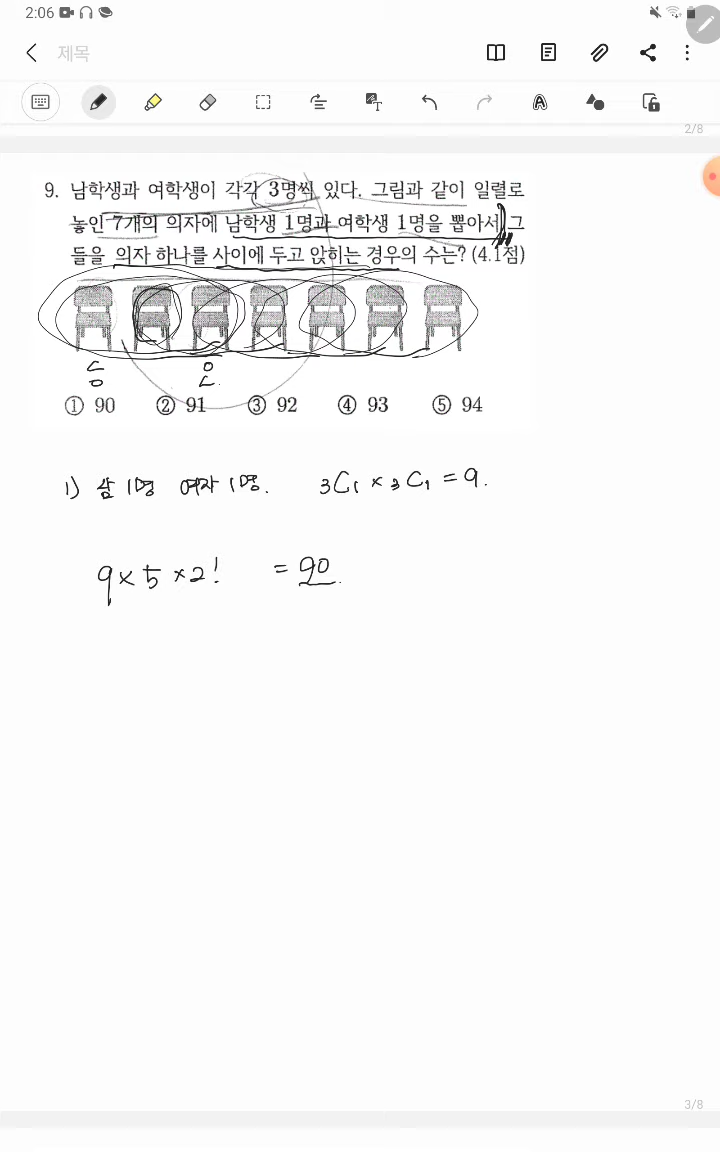 2:06
제목
2/8
9. 남학생과 여학생이 각각 3명씩 있다. 그림과 같이 일렬로
놓인 7개의 의자에 남학생 1명과 여학생 1명을 뽑아서 그
들을 의자 하나를 사이에 두고 앉히는 경우의 수는? (4.1점)
ㄴ ㅇ
ㅇ ㄴ
① 90 ② 91 ③ 92 ④ 93 ⑤ 94
1) 남 1명 여자 1명. 3C1 × 3C1 = 9.
9 × 5 × 2! = 90.
3/8